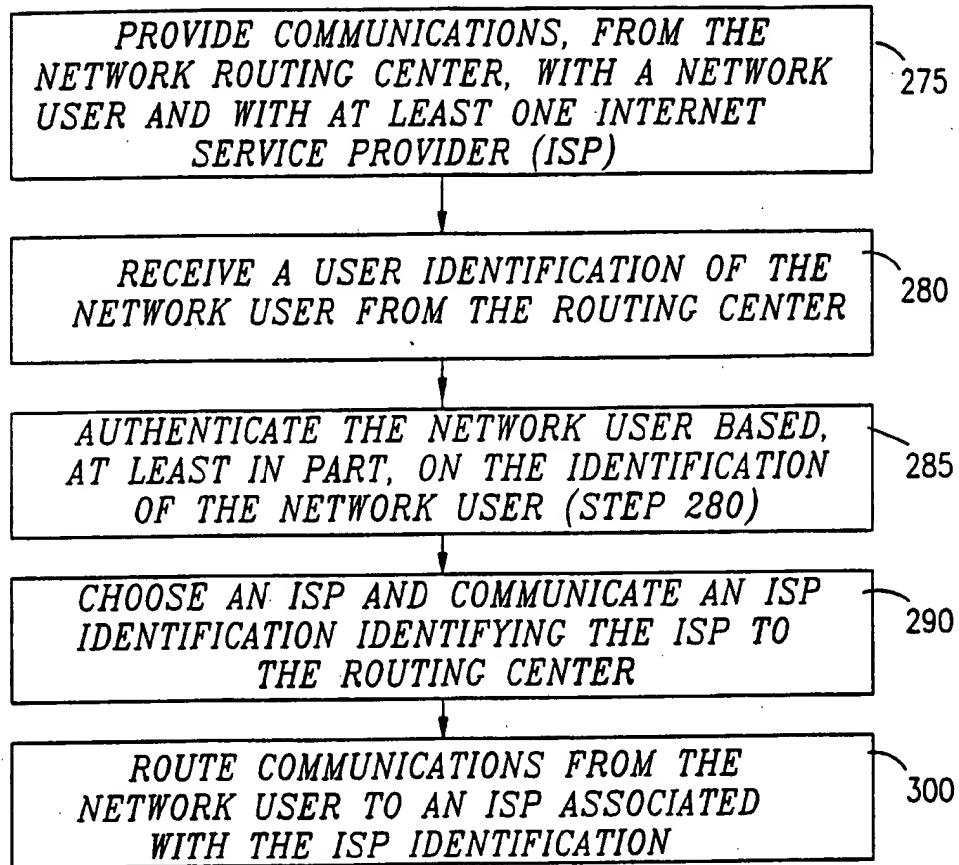 PROVIDE COMMUNICATIONS, FROM THE
NETWORK ROUTING CENTER, WITH A NETWORK
USER AND WITH AT LEAST ONE INTERNET
SERVICE PROVIDER (ISP)
275
RECEIVE A USER IDENTIFICATION OF THE
NETWORK USER FROM THE ROUTING CENTER
280
AUTHENTICATE THE NETWORK USER BASED,
AT LEAST IN PART, ON THE IDENTIFICATION
OF THE NETWORK USER (STEP 280)
285
CHOOSE AN ISP AND COMMUNICATE AN ISP
IDENTIFICATION IDENTIFYING THE ISP TO
THE ROUTING CENTER
290
ROUTE COMMUNICATIONS FROM THE
NETWORK USER TO AN ISP ASSOCIATED
WITH THE ISP IDENTIFICATION
300